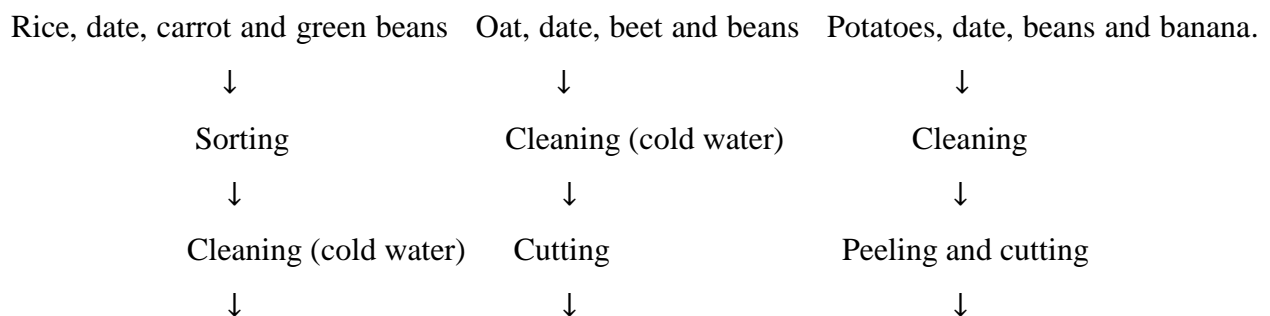 Rice, date, carrot and green beans Oat, date, beet and beans Potatoes, date, beans and banana.
↓ ↓ ↓
Sorting Cleaning (cold water) Cleaning
↓ ↓ ↓
Cleaning (cold water) Cutting Peeling and cutting
↓ ↓ ↓